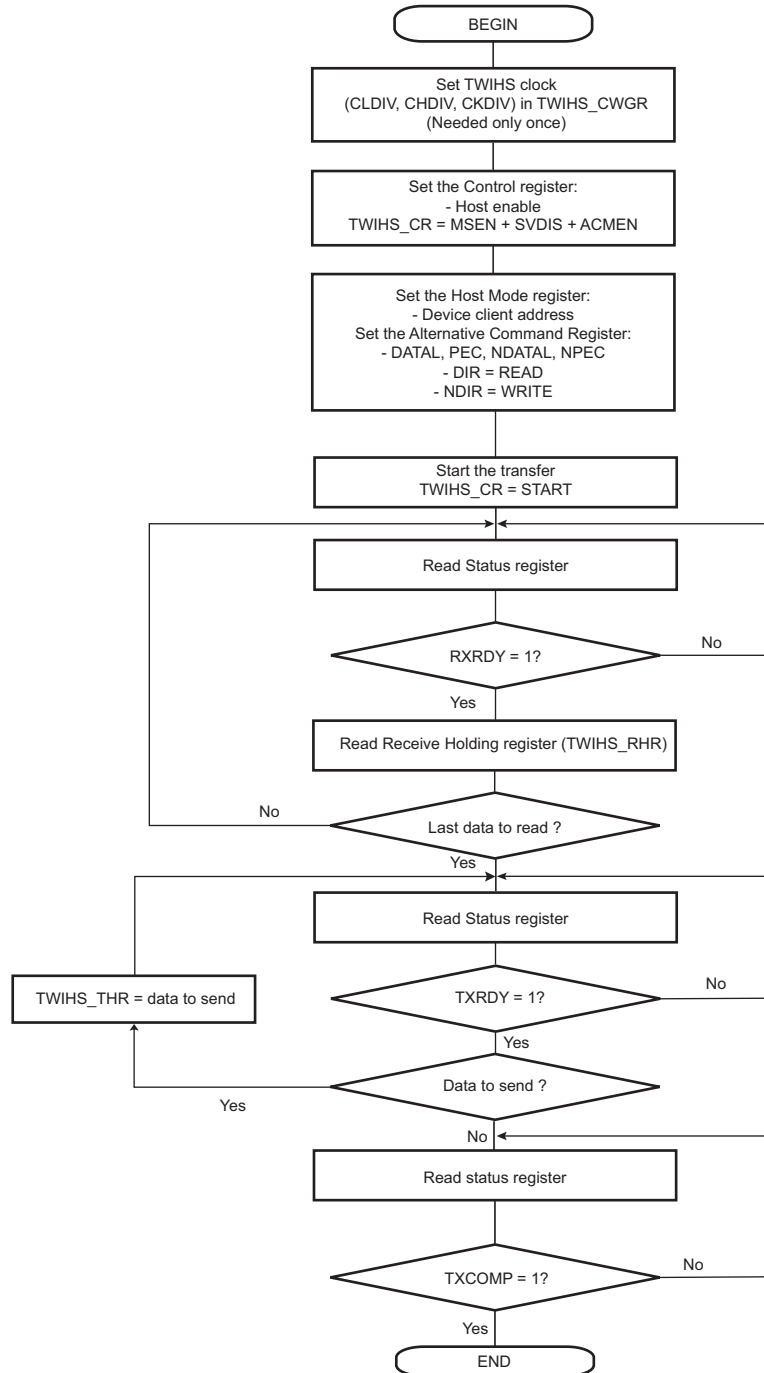 BEGIN
Set TWIHS clock
(CLDIV, CHDIV, CKDIV) in TWIHS_CWGR
(Needed only once)
Set the Control register:
- Host enable
TWIHS_CR = MSEN + SVDIS + ACMEN
Set the Host Mode register:
- Device client address
Set the Alternative Command Register:
- DATAL, PEC, NDATAL, NPEC
- DIR = READ
- NDIR = WRITE
Start the transfer
TWIHS_CR = START
Read Status register
RXRDY = 1?
No
Yes
Read Receive Holding register (TWIHS_RHR)
No
Last data to read ?
Yes
Read Status register
TWIHS_THR = data to send
TXRDY = 1?
No
Yes
Data to send ?
Yes
No
Read status register
TXCOMP = 1?
No
Yes
END